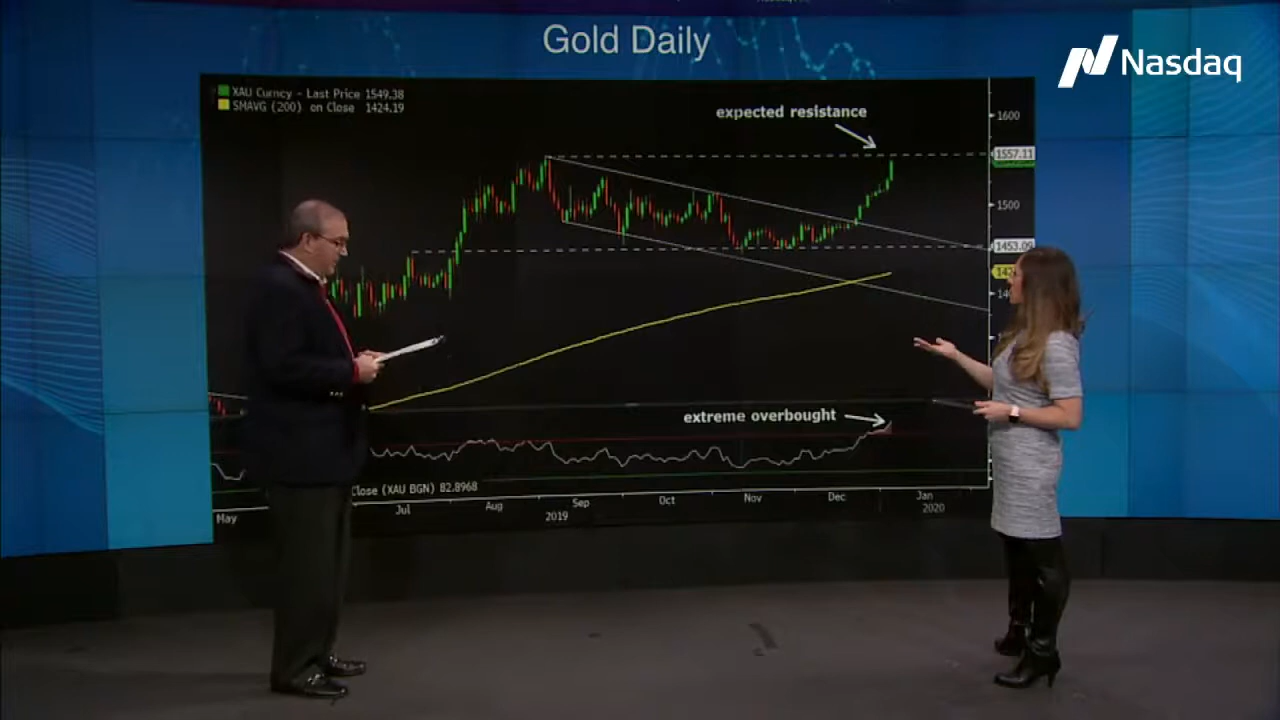 Gold Daily
Nasdaq
XAU Curncy - Last Price 1549.38
SMAVG (200) on Close 1424.19
expected resistance
1600
1557.11
1500
1453.09
extreme overbought
Close (XAU BGN) 82.8968
May
Jul
Aug
Sep
Oct
Nov
Dec
Jan
2019
2020